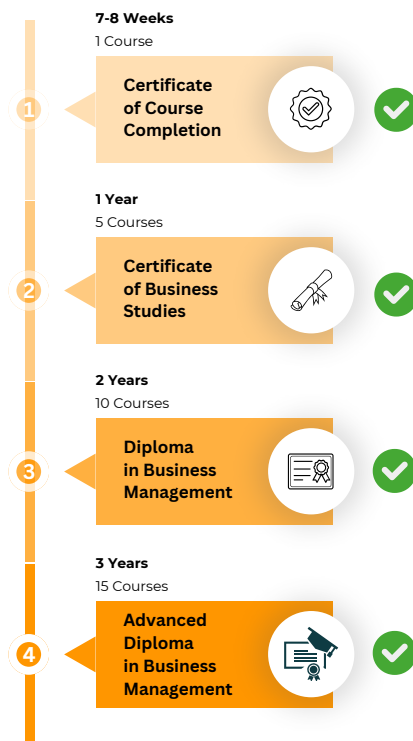 7-8 Weeks
1 Course
1
Certificate
of Course
Completion
1 Year
5 Courses
2
Certificate
of Business
Studies
2 Years
10 Courses
3
Diploma
in Business
Management
3 Years
15 Courses
4
Advanced
Diploma
in Business
Management